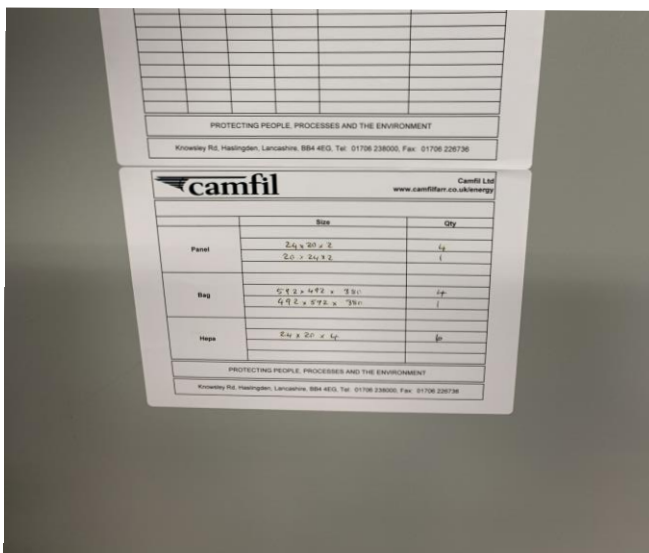 PROTECTING PEOPLE, PROCESSES AND THE ENVIRONMENT
Knowsley Rd, Haslingden, Lancashire, BB4 4EG, Tel: 01706 238000, Fax: 01706 226736
camfil
Camfil Ltd
www.camfilfarr.co.uk/energy
Size Qty
24 x 20 x 2 4
Panel
20 x 24 x 2 1
Bag
592 x 492 x 380 4
492 x 592 x 380 1
Hepa
24 x 20 x 4
PROTECTING PEOPLE, PROCESSES AND THE ENVIRONMENT
Knowsley Rd, Haslingden, Lancashire, BB4 4EG, Tel: 01706 238000, Fax: 01706 226736